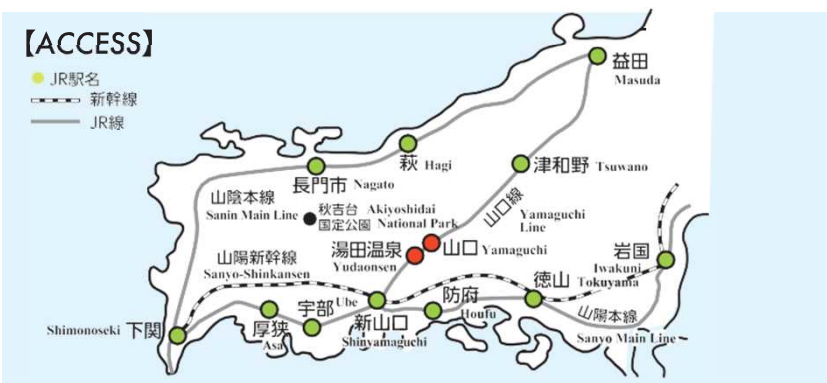 【ACCESS】
JR駅名
新幹線
JR線
益田
Masuda
萩 Hagi
津和野 Tsuwano
長門市 Nagato
山陰本線
Sanin Main Line
秋吉台 Akiyoshidai
国定公園 National Park
山口線
Yamaguchi
Line
湯田温泉
Yudaonsen
山口 Yamaguchi
山陽新幹線
Sanyo-Shinkansen
岩国
Iwakuni
徳山
Tokuyama
宇部 Ube
防府
Houfu
新山口
Shinyamaguchi
山陽本線
Sanyo Main Line
Shimonoseki 下関
厚狭
Asa